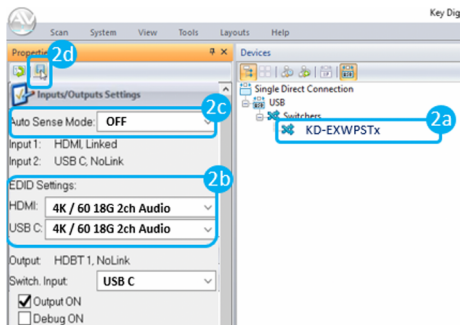 Key Dig
AV
Scan System View Tools Layouts Help
Properti
2d
Devices
Inputs/Outputs Settings
2c
Auto Sense Mode: OFF
Input 1: HDMI, Linked
Input 2: USB C, NoLink
2b
EDID Settings:
HDMI: 4K / 60 18G 2ch Audio
USB C: 4K / 60 18G 2ch Audio
Output: HDBT 1, NoLink
Switch. Input: USB C
Output ON
Debug ON
Single Direct Connection
USB
Switchers
2a
KD-EXWPSTx